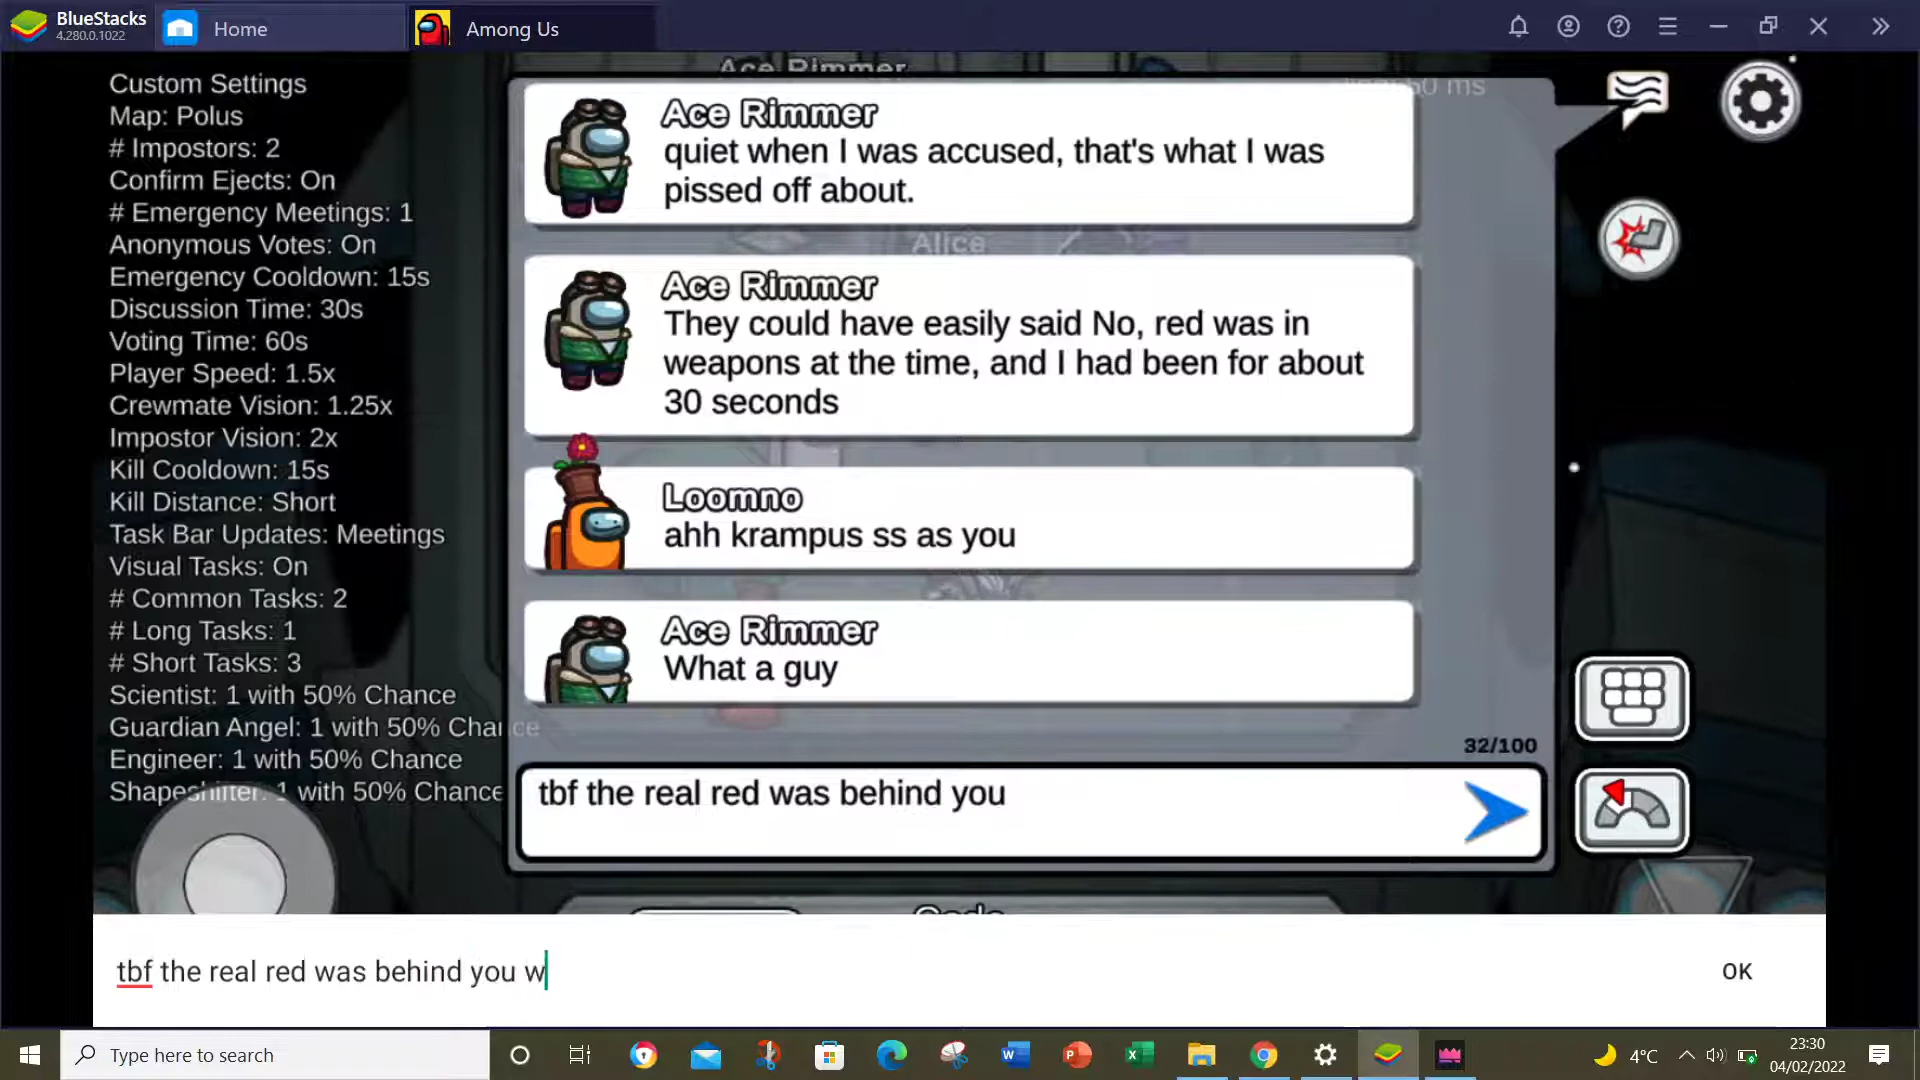 BlueStacks
4.280.0.1022
Home
Among Us
Ace Rimmer
60 ms
Custom Settings
Map: Polus
# Impostors: 2
Confirm Ejects: On
# Emergency Meetings: 1
Anonymous Votes: On
Emergency Cooldown: 15s
Discussion Time: 30s
Voting Time: 60s
Player Speed: 1.5x
Crewmate Vision: 1.25x
Impostor Vision: 2x
Kill Cooldown: 15s
Kill Distance: Short
Task Bar Updates: Meetings
Visual Tasks: On
# Common Tasks: 2
# Long Tasks: 1
# Short Tasks: 3
Scientist: 1 with 50% Chance
Guardian Angel: 1 with 50% Chance
Engineer: 1 with 50% Chance
Shapeshifter: 1 with 50% Chance
Ace Rimmer
quiet when I was accused, that's what I was
pissed off about.
Alice
Ace Rimmer
They could have easily said No, red was in
weapons at the time, and I had been for about
30 seconds
Loomno
ahh krampus ss as you
Ace Rimmer
What a guy
32/100
tbf the real red was behind you
Code
tbf the real red was behind you w
OK
Type here to search
4°C
23:30
04/02/2022